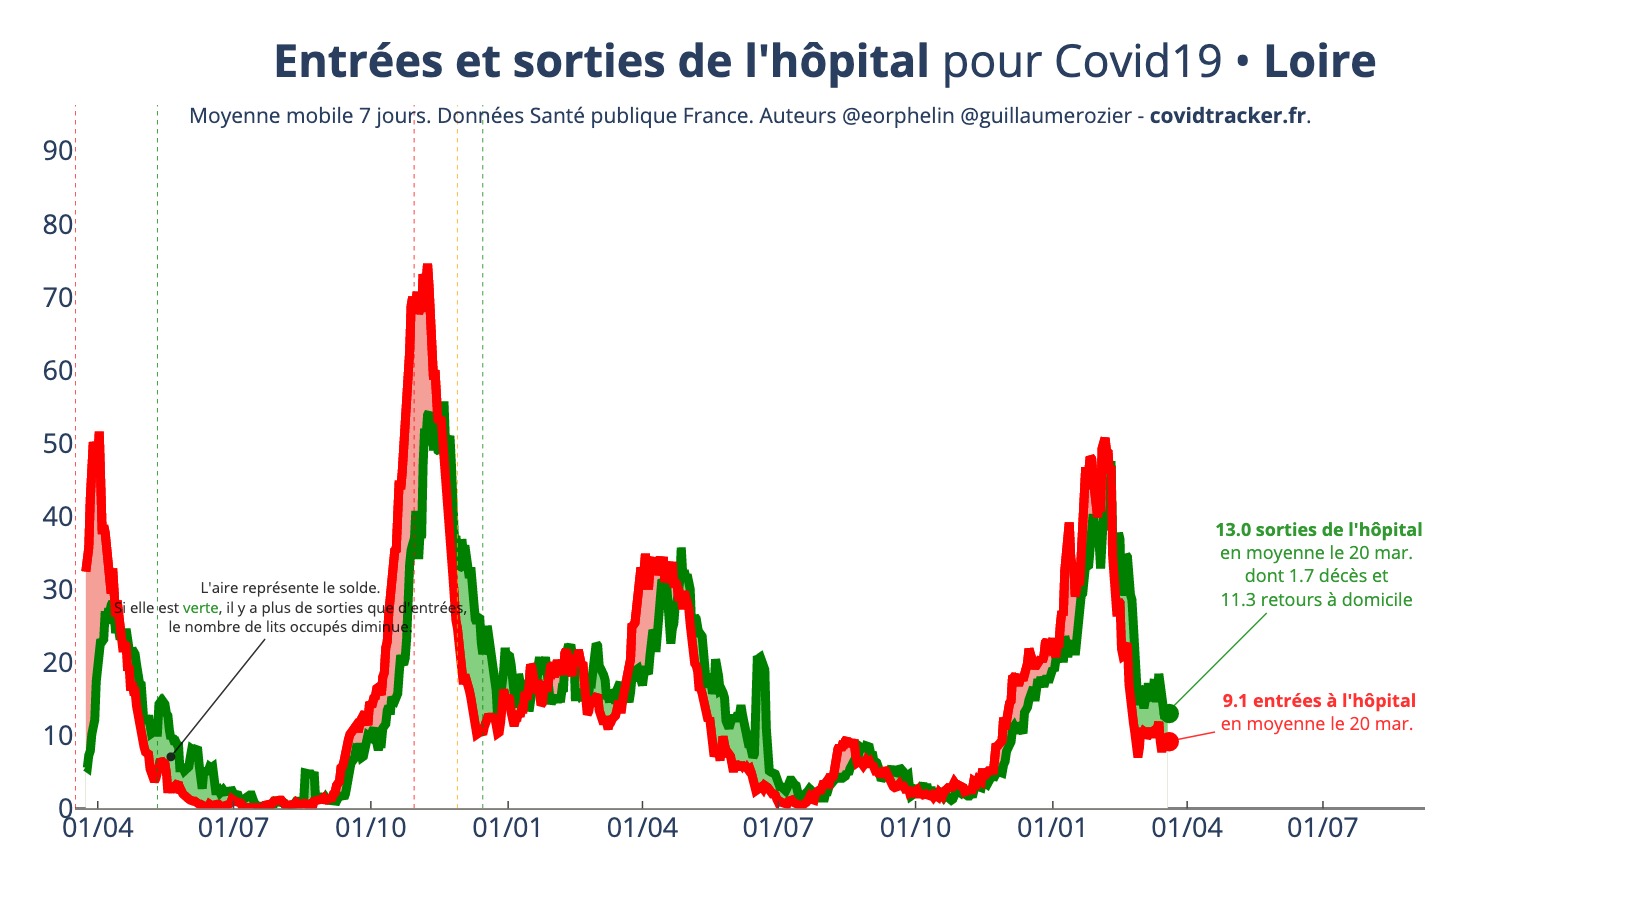 Entrées et sorties de l'hôpital pour Covid19 • Loire
Moyenne mobile 7 jours. Données Santé publique France. Auteurs @eorphelin @guillaumerozier - covidtracker.fr.
90
80
70
60
50
40
30
20
10
0
L'aire représente le solde.
Si elle est verte, il y a plus de sorties que d'entrées,
le nombre de lits occupés diminue.
13.0 sorties de l'hôpital
en moyenne le 20 mar.
dont 1.7 décès et
11.3 retours à domicile
9.1 entrées à l'hôpital
en moyenne le 20 mar.
01/04 01/07 01/10 01/01 01/04 01/07 01/10 01/01 01/04 01/07